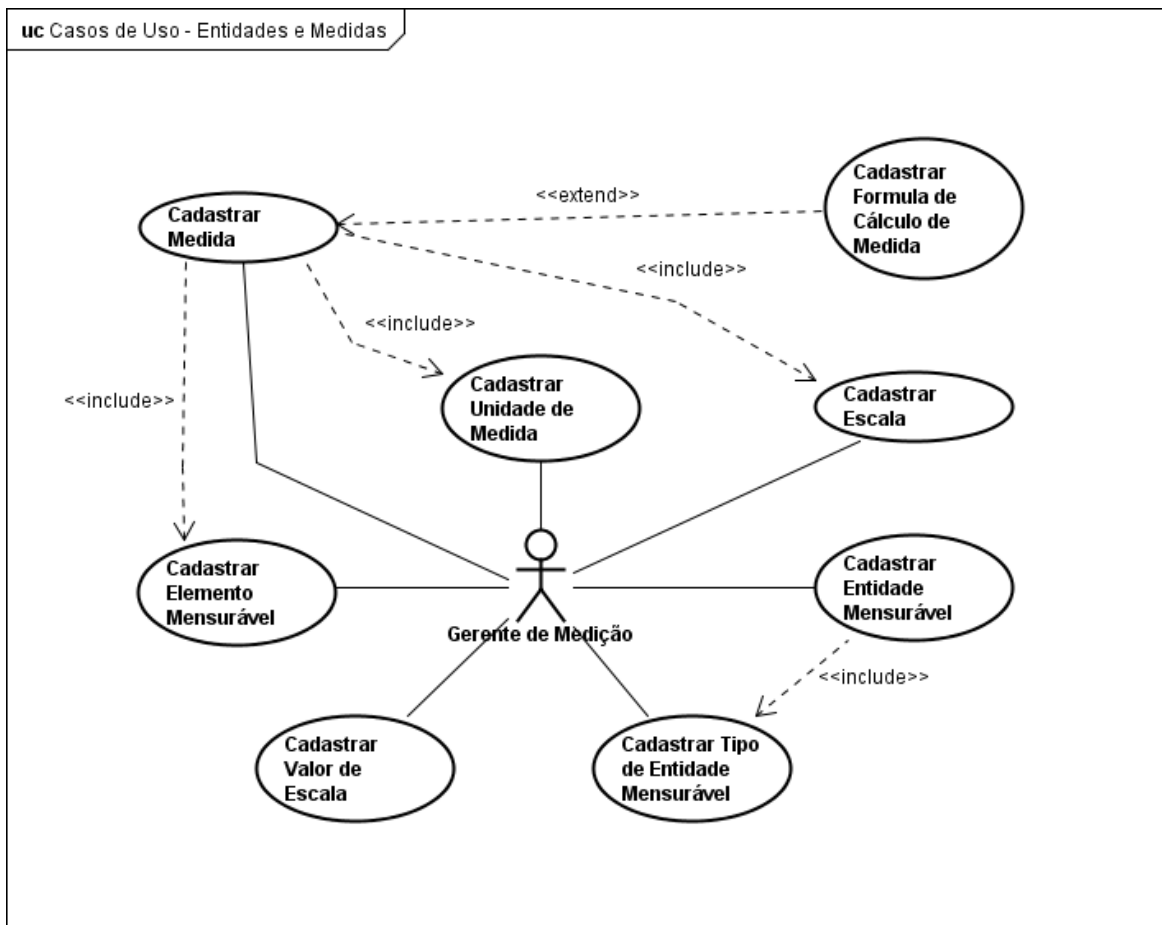 uc Casos de Uso - Entidades e Medidas
Cadastrar
Formula de
Cálculo de
Medida
<<extend>>
Cadastrar
Medida
<<include>>
<<include>>
<<include>>
Cadastrar
Unidade de
Medida
Cadastrar
Escala
Cadastrar
Elemento
Mensurável
Cadastrar
Entidade
Mensurável
Gerente de Medição
<<include>>
Cadastrar
Valor de
Escala
Cadastrar Tipo
de Entidade
Mensurável